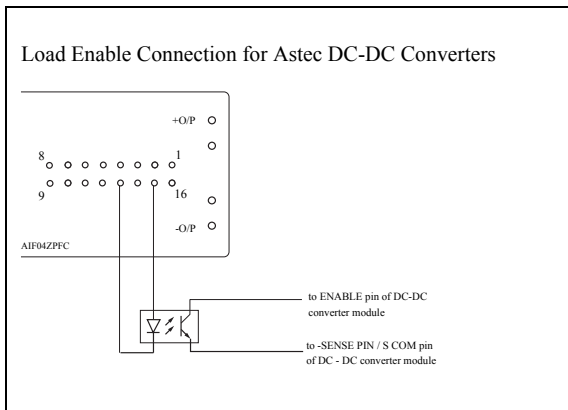 Load Enable Connection for Astec DC-DC Converters
+O/P
8 1
9 16
-O/P
AIF04ZPFC
to ENABLE pin of DC-DC
converter module
to -SENSE PIN / S COM pin
of DC - DC converter module